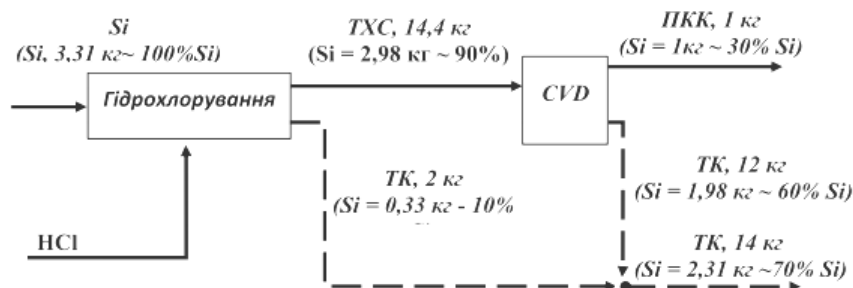 Si
(Si, 3,31 кг~ 100%Si)
ТХС, 14,4 кг
(Si = 2,98 кг ~ 90%)
ПКК, 1 кг
(Si = 1кг ~ 30% Si)
Гідрохлорування
CVD
ТК, 2 кг
(Si = 0,33 кг - 10%
ТК, 12 кг
(Si = 1,98 кг ~ 60% Si)
HCl
ТК, 14 кг
(Si = 2,31 кг ~70% Si)